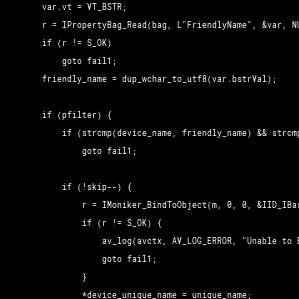 var.vt = VT_BSTR;
r = IPropertyBag_Read(bag, L"FriendlyName", &var, NU
if (r != S_OK)
goto fail1;
friendly_name = dup_wchar_to_utf8(var.bstrVal);
if (pfilter) {
if (strcmp(device_name, friendly_name) && strcmp
goto fail1;
if (!skip--) {
r = IMoniker_BindToObject(m, 0, 0, &IID_IBas
if (r != S_OK) {
av_log(avctx, AV_LOG_ERROR, "Unable to B
goto fail1;
}
*device_unique_name = unique_name;